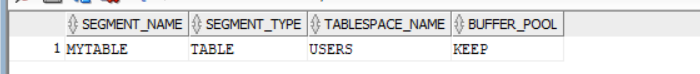 SEGMENT_NAME SEGMENT_TYPE TABLESPACE_NAME BUFFER_POOL
1 MYTABLE TABLE USERS KEEP